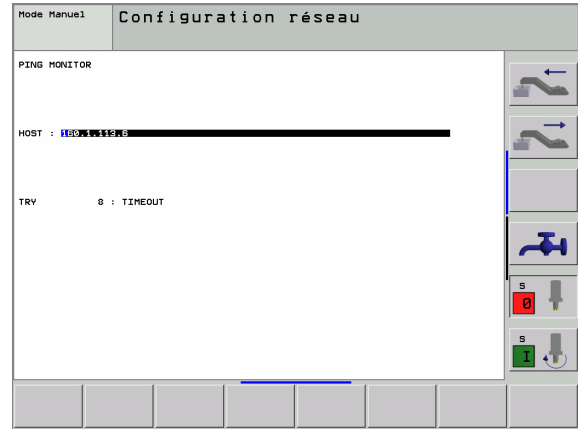 Mode Manuel
Configuration réseau
PING MONITOR
HOST : 160.1.113.6
TRY 8 : TIMEOUT
S
0
S
I